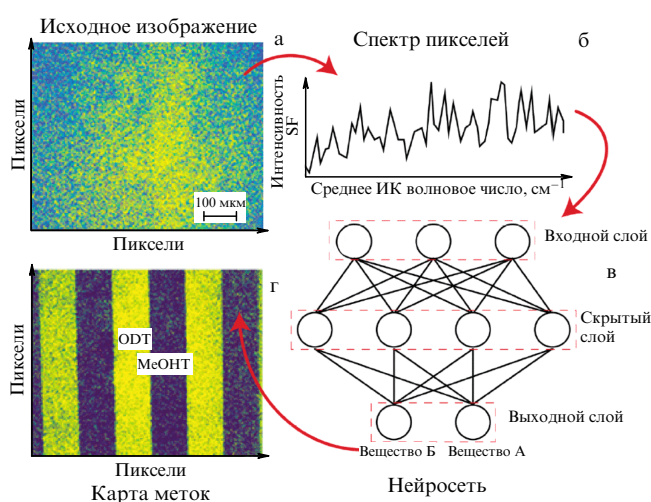 Исходное изображение
а
Пиксели
100 мкм
Пиксели
Спектр пикселей
б
Интенсивность
SF
Среднее ИК волновое число, см⁻¹
Входной слой
в
Скрытый
слой
Выходной слой
Вещество Б
Вещество А
Нейросеть
г
Пиксели
ODT
MeOHT
Пиксели
Карта меток